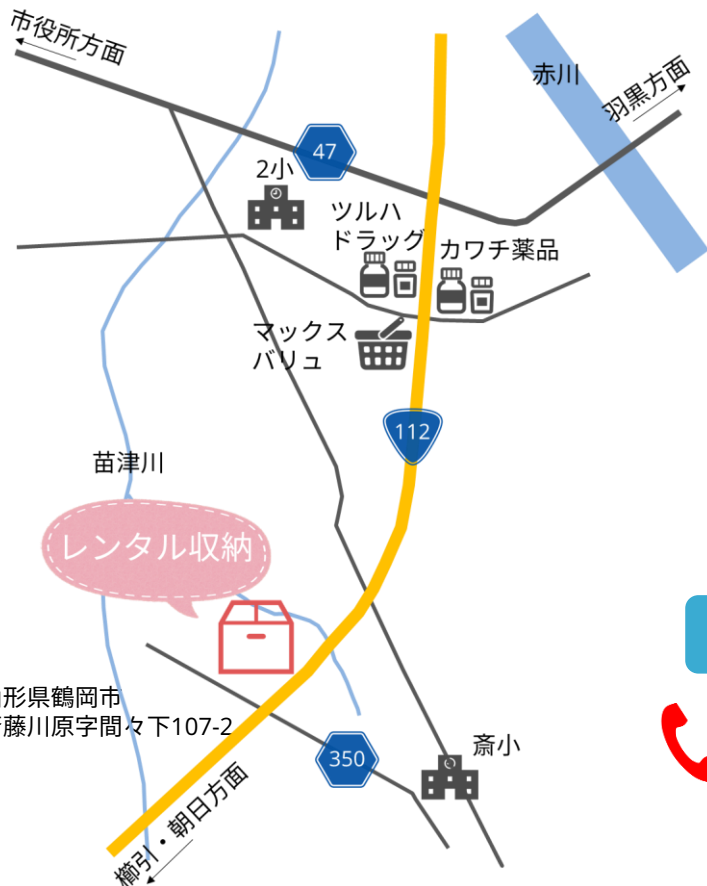 市役所方面
赤川
羽黒方面
47
2小
ツルハ
ドラッグ
カワチ薬品
マックス
バリュ
112
苗津川
レンタル収納
形県鶴岡市
藤川原字間々下107-2
350
斎小
櫛引・朝日方面